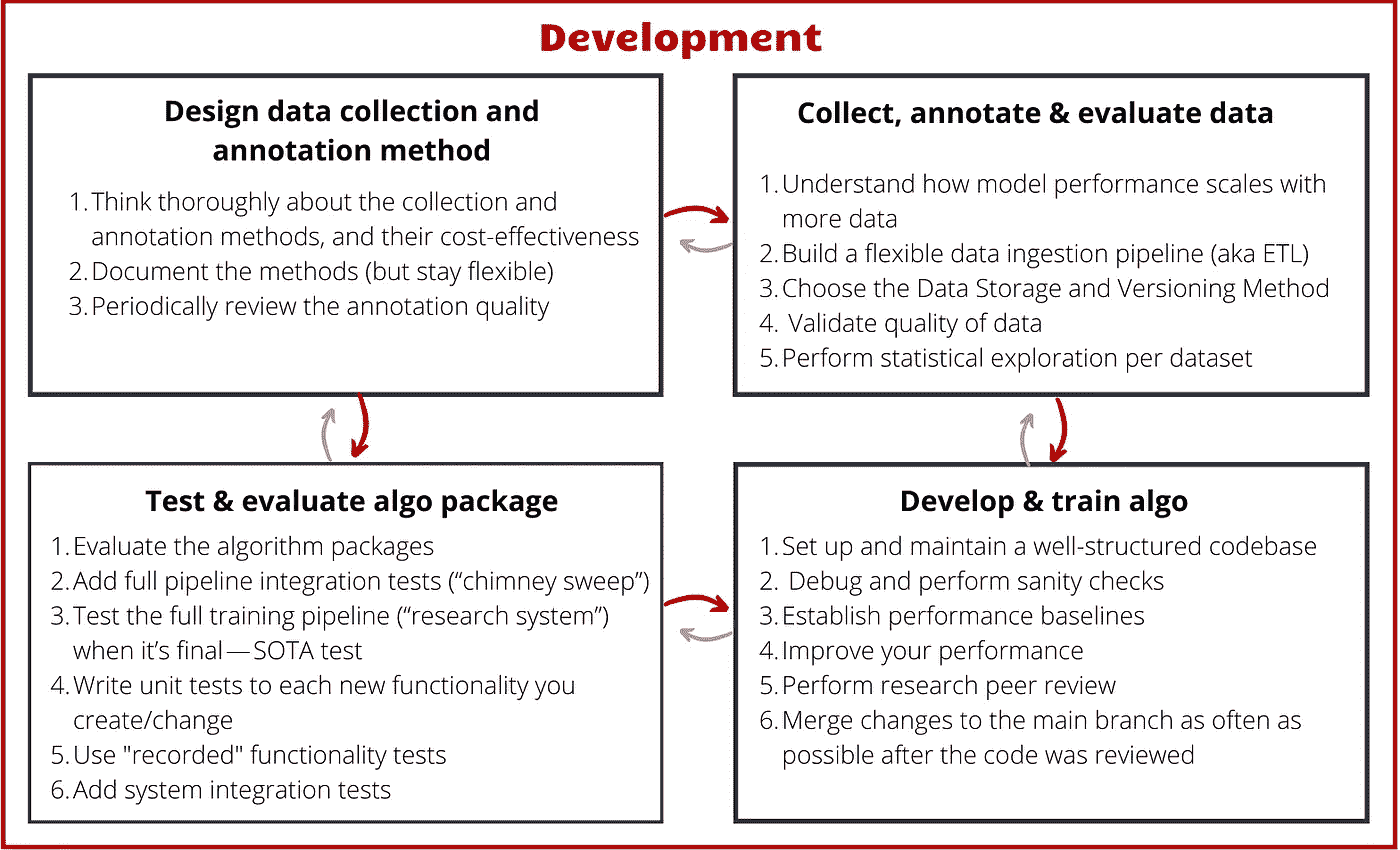 Development
Design data collection and
annotation method
1. Think thoroughly about the collection and
annotation methods, and their cost-effectiveness
2. Document the methods (but stay flexible)
3. Periodically review the annotation quality
Collect, annotate & evaluate data
1. Understand how model performance scales with
more data
2. Build a flexible data ingestion pipeline (aka ETL)
3. Choose the Data Storage and Versioning Method
4. Validate quality of data
5. Perform statistical exploration per dataset
Test & evaluate algo package
1. Evaluate the algorithm packages
2. Add full pipeline integration tests (“chimney sweep”)
3. Test the full training pipeline (“research system”)
when it’s final — SOTA test
4. Write unit tests to each new functionality you
create/change
5. Use "recorded" functionality tests
6. Add system integration tests
Develop & train algo
1. Set up and maintain a well-structured codebase
2. Debug and perform sanity checks
3. Establish performance baselines
4. Improve your performance
5. Perform research peer review
6. Merge changes to the main branch as often as
possible after the code was reviewed